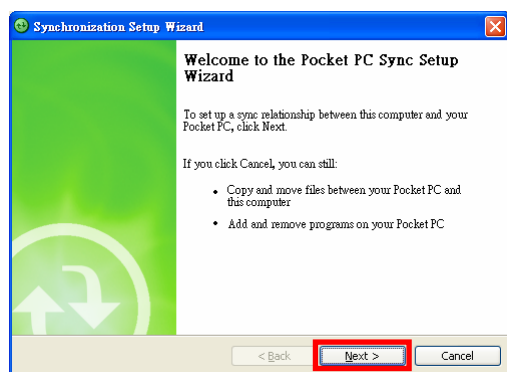 Synchronization Setup Wizard
Welcome to the Pocket PC Sync Setup
Wizard
To set up a sync relationship between this computer and your
Pocket PC, click Next.
If you click Cancel, you can still:
• Copy and move files between your Pocket PC and
this computer
• Add and remove programs on your Pocket PC
< Back
Next >
Cancel